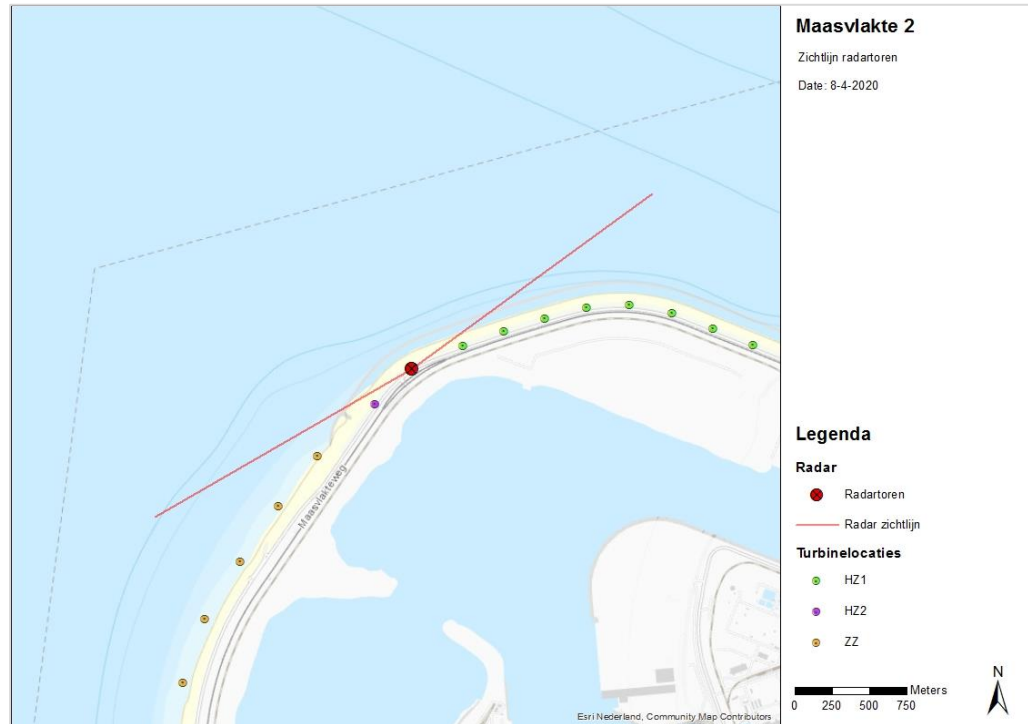 Maasvlakte 2
Zichtlijn radartoren
Date: 8-4-2020
Maasvlakteweg
Legenda
Radar
Radartoren
Radar zichtlijn
Turbinelocaties
HZ1
HZ2
ZZ
N
Meters
0 250 500 750
Esri Nederland, Community Map Contributors